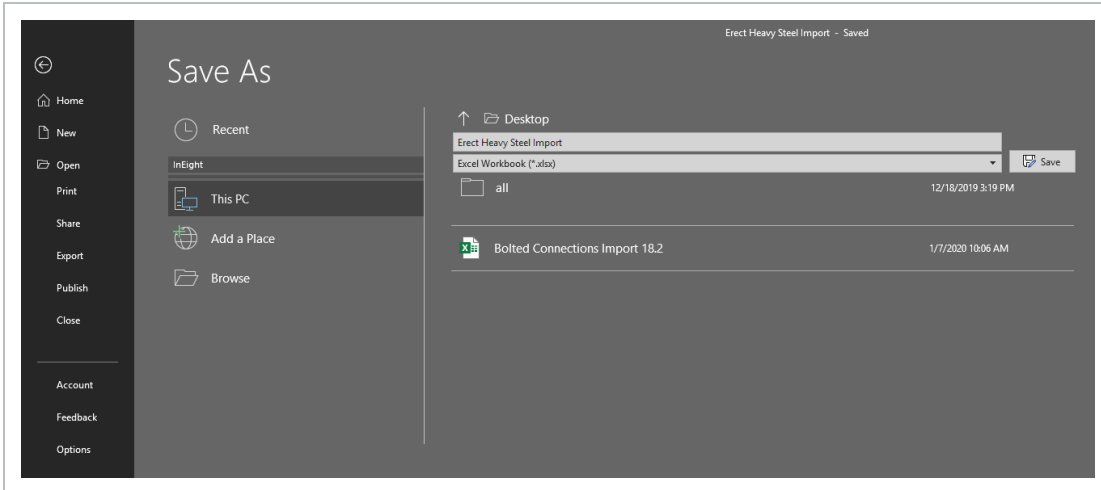 Erect Heavy Steel Import - Saved
Save As
Home
New
Open
Print
Share
Export
Publish
Close
Account
Feedback
Options
Recent
InEight
This PC
Add a Place
Browse
Desktop
Erect Heavy Steel Import
Excel Workbook (*.xlsx)
Save
all 12/18/2019 3:19 PM
Bolted Connections Import 18.2 1/7/2020 10:06 AM